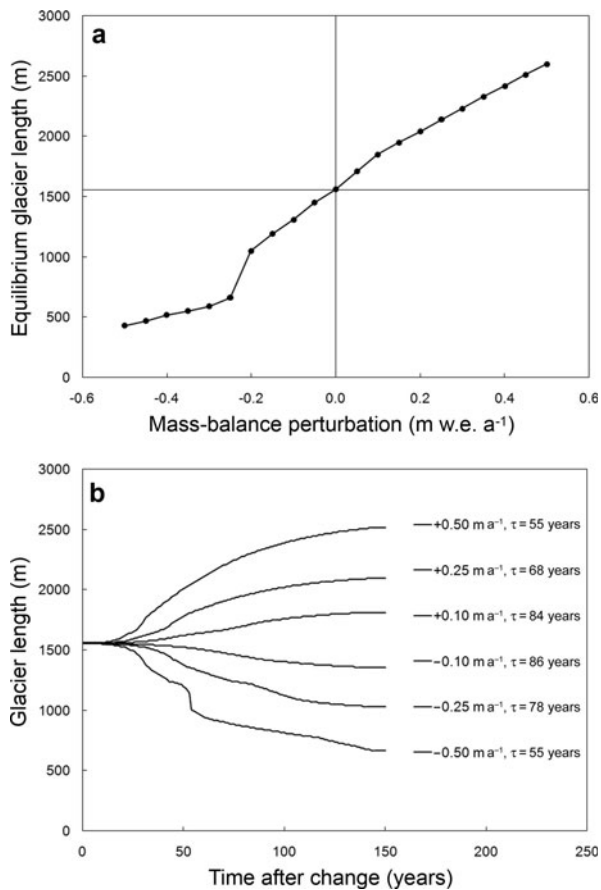 a
3000
2500
2000
1500
1000
500
0
Equilibrium glacier length (m)
-0.6 -0.4 -0.2 0.0 0.2 0.4 0.6
Mass-balance perturbation (m w.e. a⁻¹)
b
3000
2500
2000
1500
1000
500
0
Glacier length (m)
+0.50 m a⁻¹, τ = 55 years
+0.25 m a⁻¹, τ = 68 years
+0.10 m a⁻¹, τ = 84 years
−0.10 m a⁻¹, τ = 86 years
−0.25 m a⁻¹, τ = 78 years
−0.50 m a⁻¹, τ = 55 years
0 50 100 150 200 250
Time after change (years)